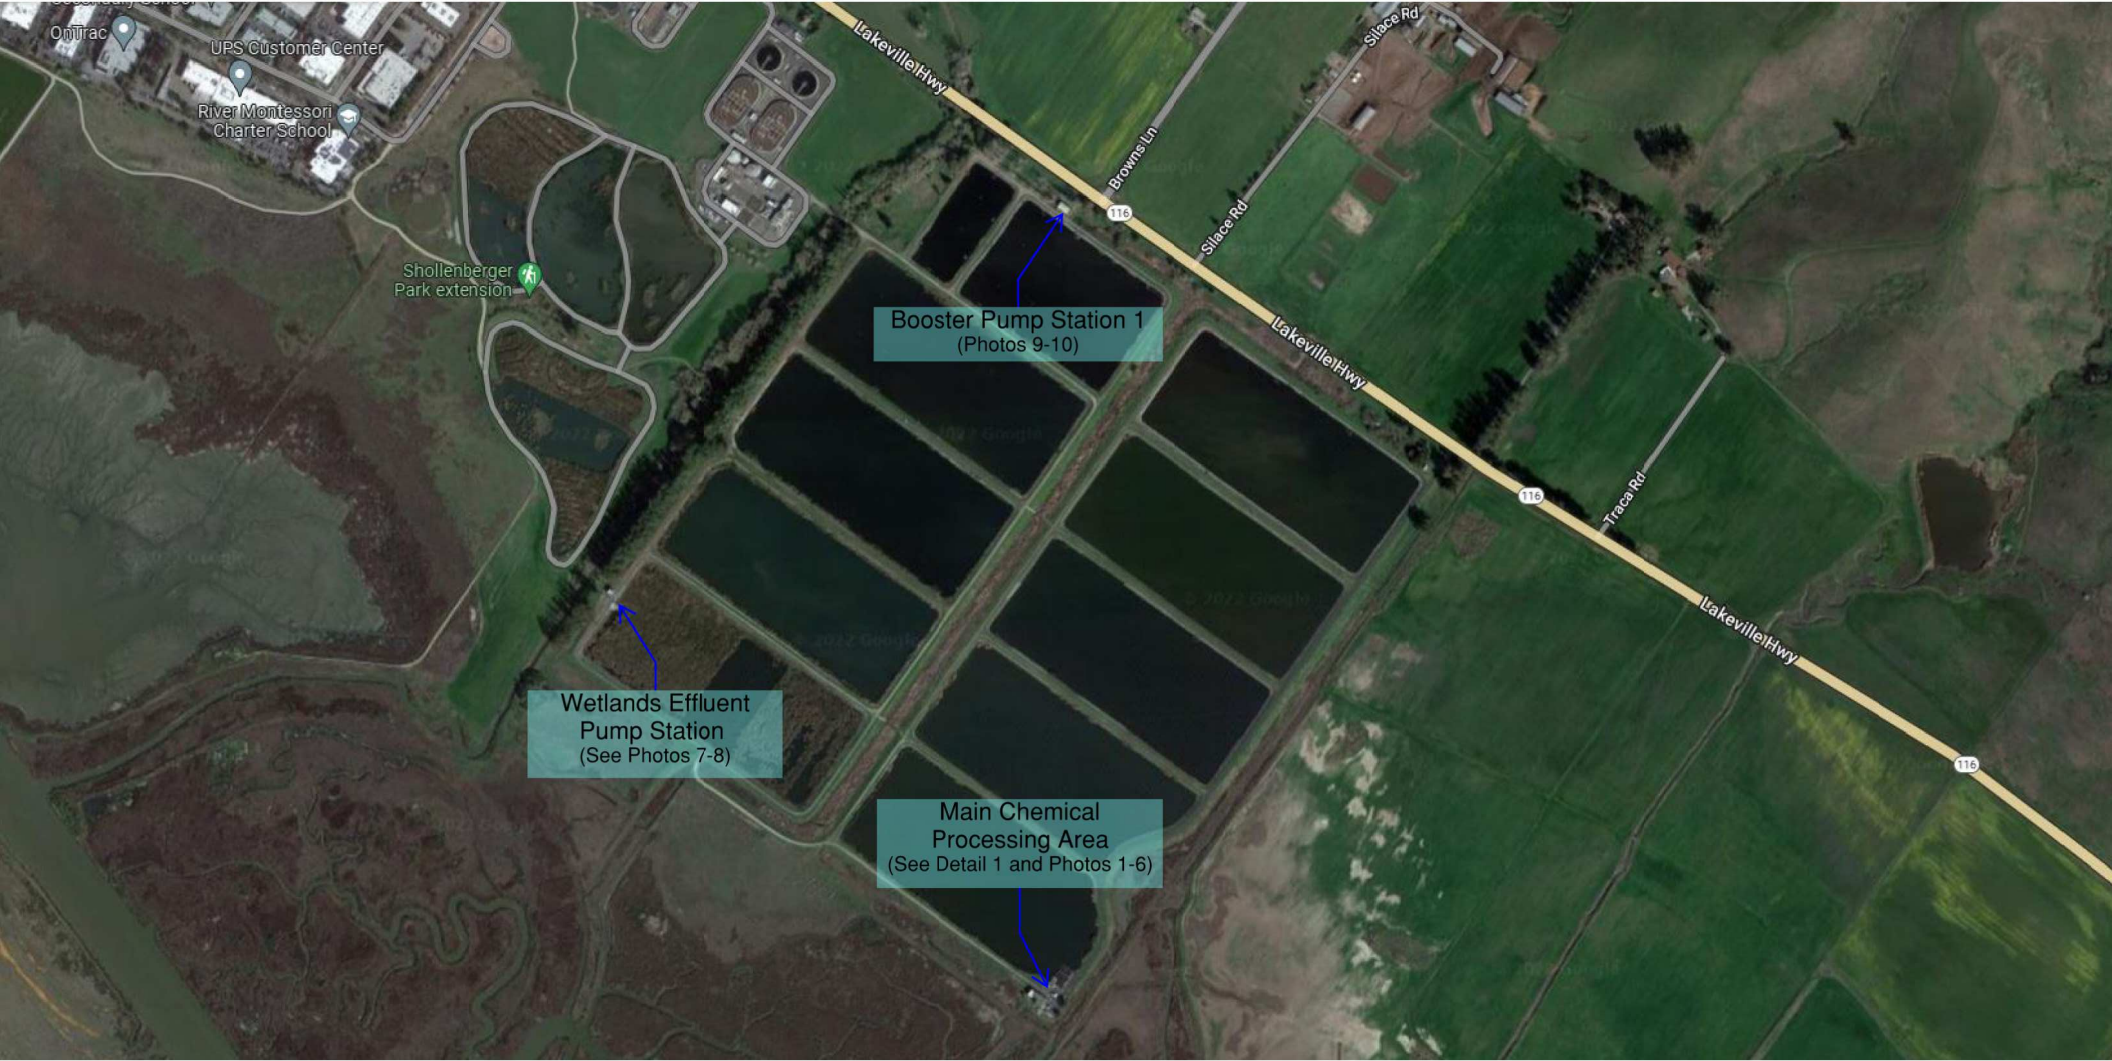 OnTrac
UPS Customer Center
River Montessori
Charter School
Shollenberger
Park extension
Lakeville Hwy
Browns Ln
Silace Rd
Silace Rd
116
Booster Pump Station 1
(Photos 9-10)
Lakeville Hwy
116
Traca Rd
Lakeville Hwy
116
Wetlands Effluent
Pump Station
(See Photos 7-8)
Main Chemical
Processing Area
(See Detail 1 and Photos 1-6)
© 2022 Google